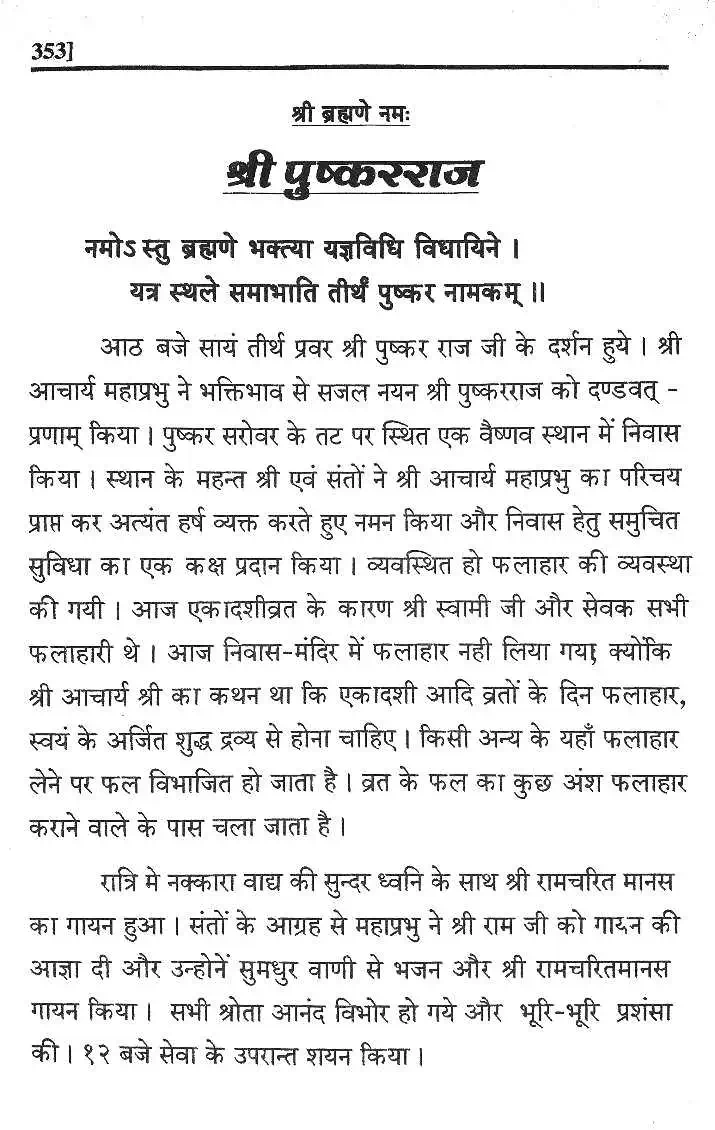 353]
श्री ब्रह्मणे नमः
श्री पुष्करराज
नमोऽस्तु ब्रह्मणे भक्त्या यज्ञविधि विधायिने ।
यत्र स्थले समाभाति तीर्थं पुष्कर नामकम् ॥
आठ बजे सायं तीर्थ प्रवर श्री पुष्कर राज जी के दर्शन हुये । श्री
आचार्य महाप्रभु ने भक्तिभाव से सजल नयन श्री पुष्करराज को दण्डवत् -
प्रणाम् किया । पुष्कर सरोवर के तट पर स्थित एक वैष्णव स्थान में निवास
किया । स्थान के महन्त श्री एवं संतों ने श्री आचार्य महाप्रभु का परिचय
प्राप्त कर अत्यंत हर्ष व्यक्त करते हुए नमन किया और निवास हेतु समुचित
सुविधा का एक कक्ष प्रदान किया । व्यवस्थित हो फलाहार की व्यवस्था
की गयी । आज एकादशीव्रत के कारण श्री स्वामी जी और सेवक सभी
फलाहारी थे । आज निवास-मंदिर में फलाहार नही लिया गया, क्योंकि
श्री आचार्य श्री का कथन था कि एकादशी आदि व्रतों के दिन फलाहार,
स्वयं के अर्जित शुद्ध द्रव्य से होना चाहिए । किसी अन्य के यहाँ फलाहार
लेने पर फल विभाजित हो जाता है । व्रत के फल का कुछ अंश फलाहार
कराने वाले के पास चला जाता है ।
रात्रि मे नक्कारा वाद्य की सुन्दर ध्वनि के साथ श्री रामचरित मानस
का गायन हुआ । संतों के आग्रह से महाप्रभु ने श्री राम जी को गायन की
आज्ञा दी और उन्होनें सुमधुर वाणी से भजन और श्री रामचरितमानस
गायन किया । सभी श्रोता आनंद विभोर हो गये और भूरि-भूरि प्रशंसा
की । १२ बजे सेवा के उपरान्त शयन किया ।